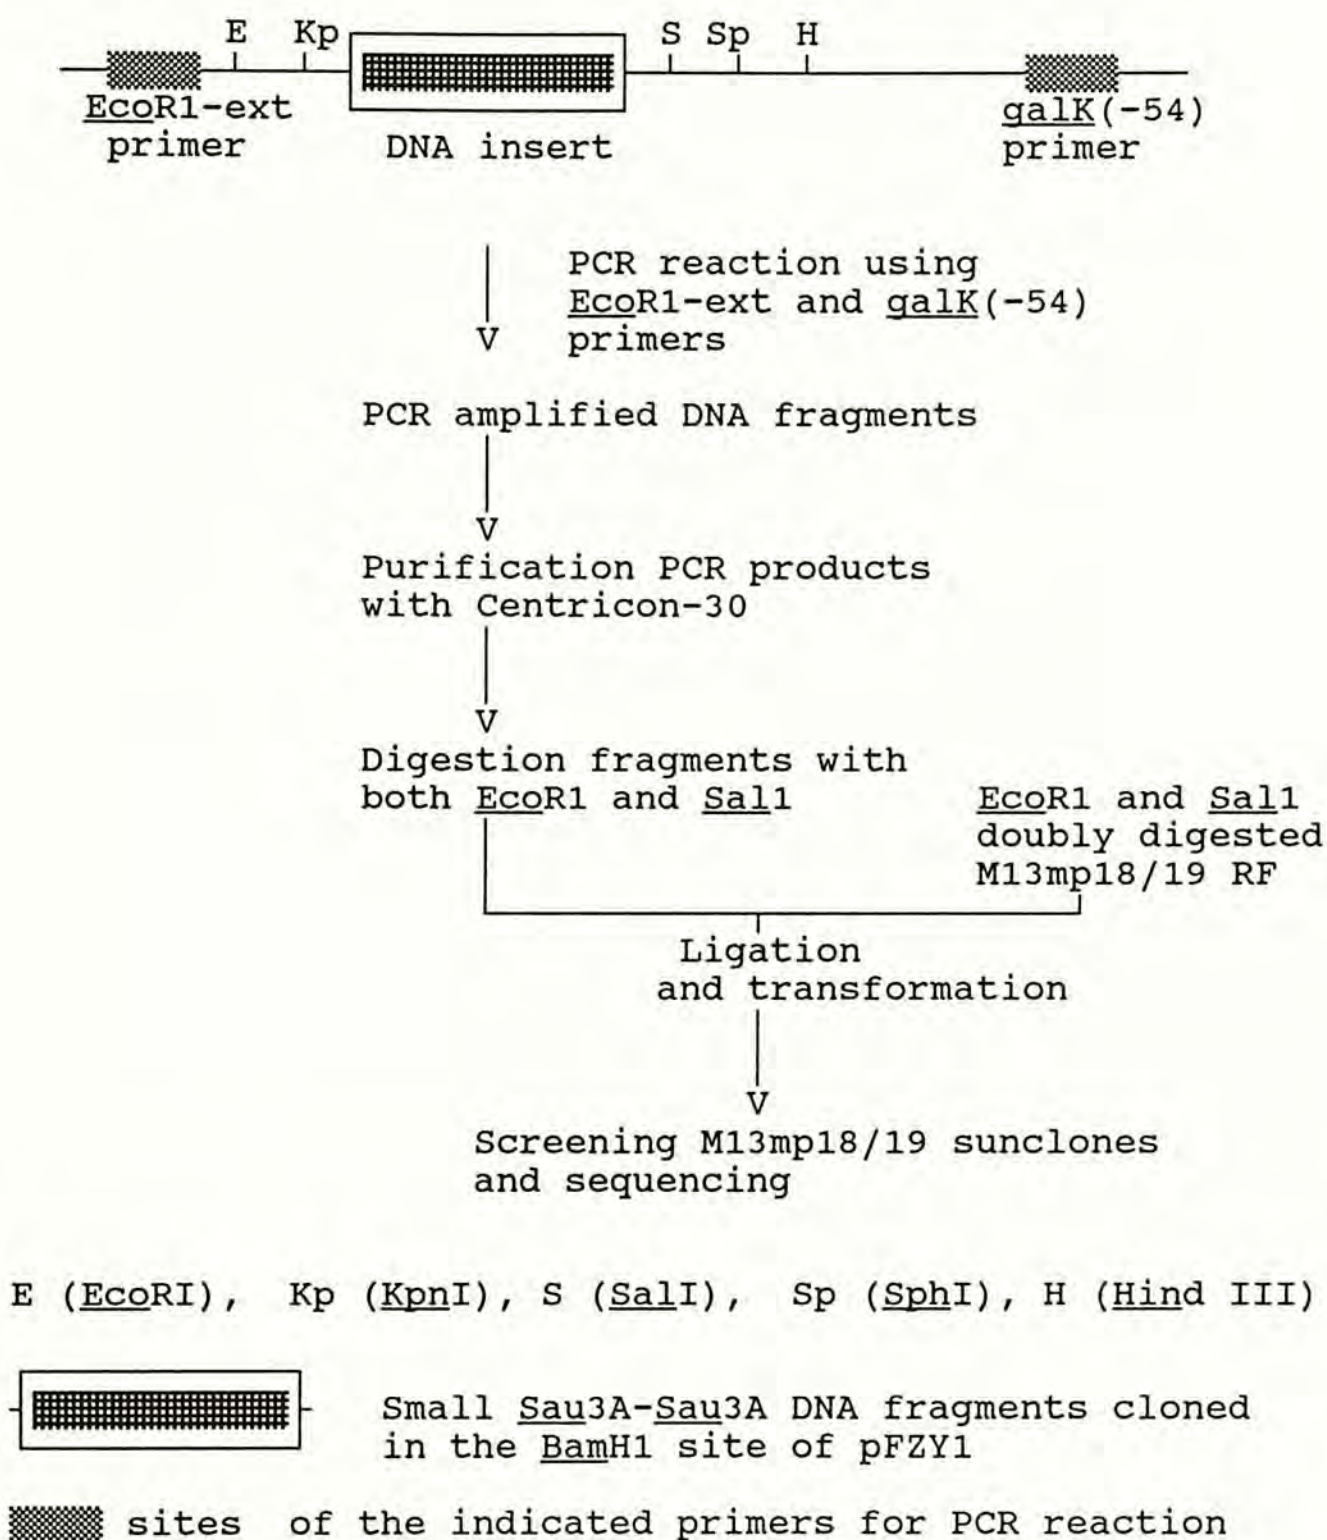 E Kp S Sp H
EcoR1-ext galK(-54)
primer DNA insert primer
PCR reaction using
EcoR1-ext and galK(-54)
V primers
PCR amplified DNA fragments
V
Purification PCR products
with Centricon-30
V
Digestion fragments with
both EcoR1 and Sal1
EcoR1 and Sal1
doubly digested
M13mp18/19 RF
Ligation
and transformation
V
Screening M13mp18/19 sunclones
and sequencing
E (EcoRI), Kp (KpnI), S (SalI), Sp (SphI), H (Hind III)
Small Sau3A-Sau3A DNA fragments cloned
in the BamH1 site of pFZY1
sites of the indicated primers for PCR reaction